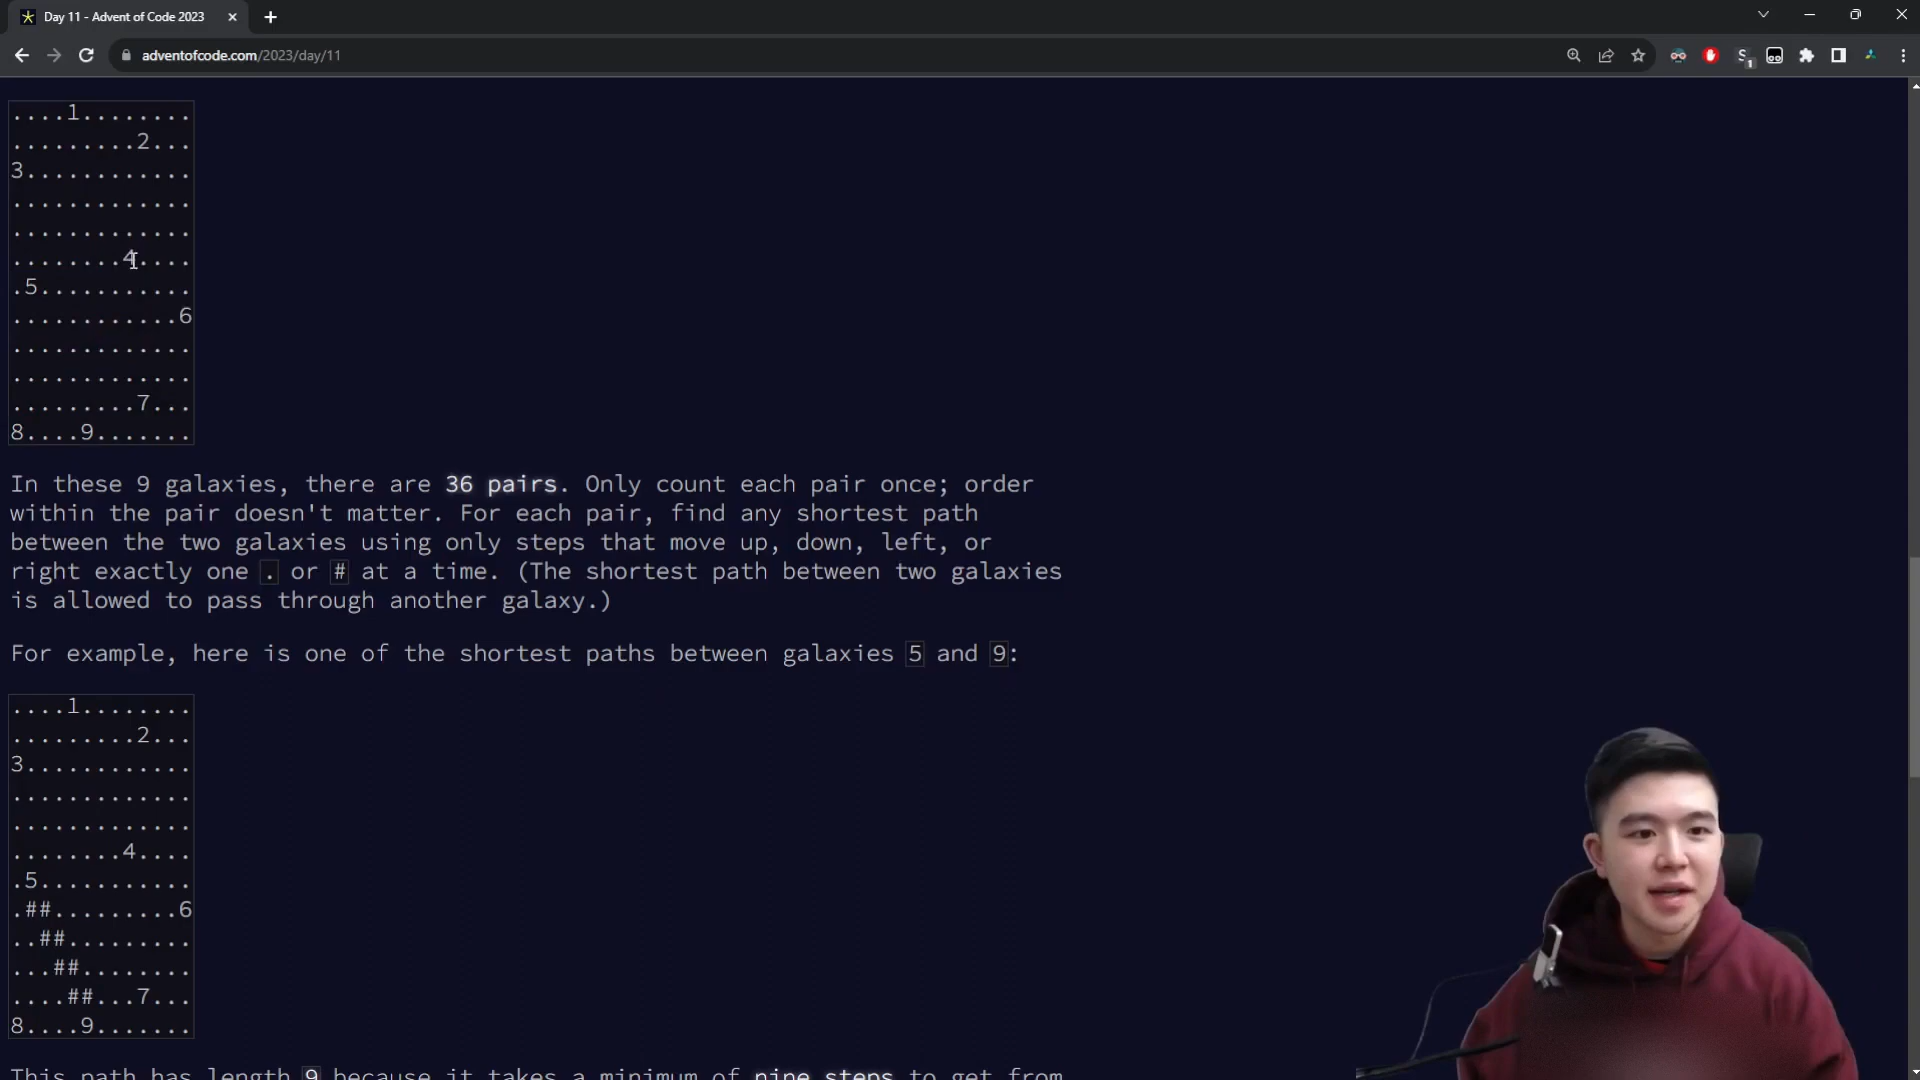 Day 11 - Advent of Code 2023
adventofcode.com/2023/day/11
....1........
.........2...
3............
.............
.............
........4....
.5...........
............6
.............
.............
.........7...
8....9.......
In these 9 galaxies, there are 36 pairs. Only count each pair once; order
within the pair doesn't matter. For each pair, find any shortest path
between the two galaxies using only steps that move up, down, left, or
right exactly one . or # at a time. (The shortest path between two galaxies
is allowed to pass through another galaxy.)
For example, here is one of the shortest paths between galaxies 5 and 9:
....1........
.........2...
3............
.............
.............
........4....
.5...........
.##.........6
..##.........
...##........
....##...7...
8....9.......
This path has length 9 because it takes a minimum of nine steps to get from